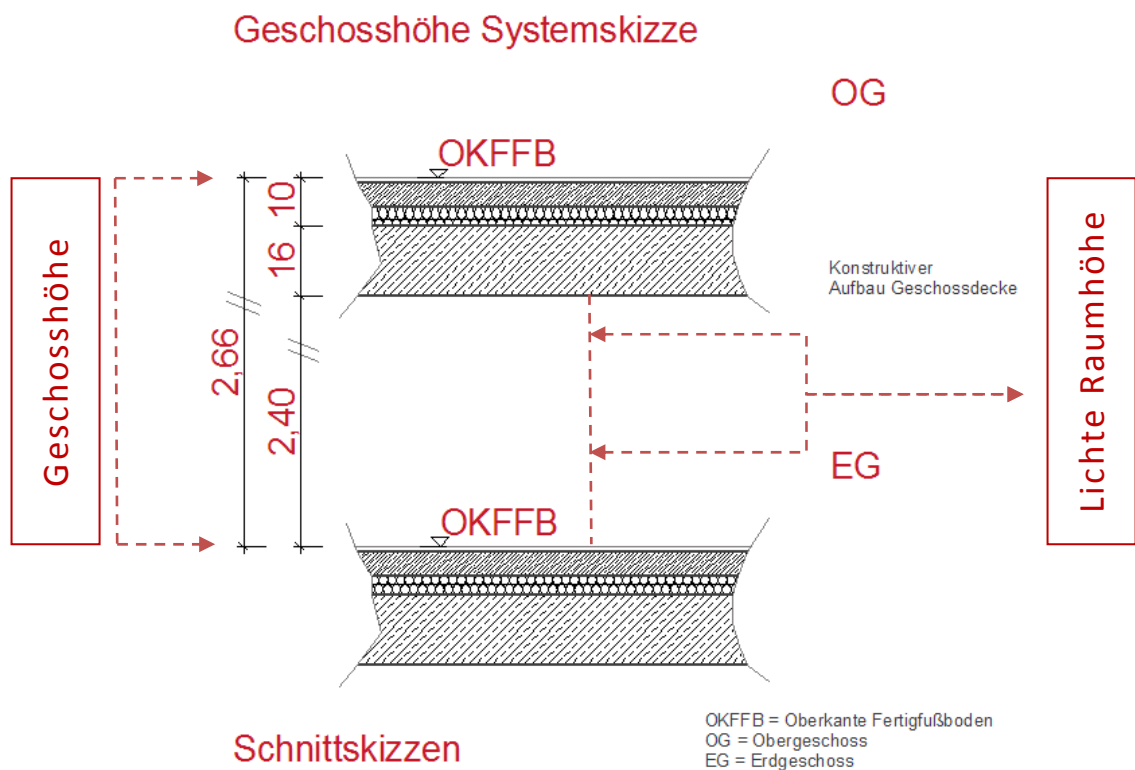 Geschosshöhe Systemskizze
OG
OKFFB
Geschosshöhe
2,66
10
16
2,40
Konstruktiver
Aufbau Geschossdecke
Lichte Raumhöhe
EG
OKFFB
OKFFB = Oberkante Fertigfußboden
OG = Obergeschoss
EG = Erdgeschoss
Schnittskizzen